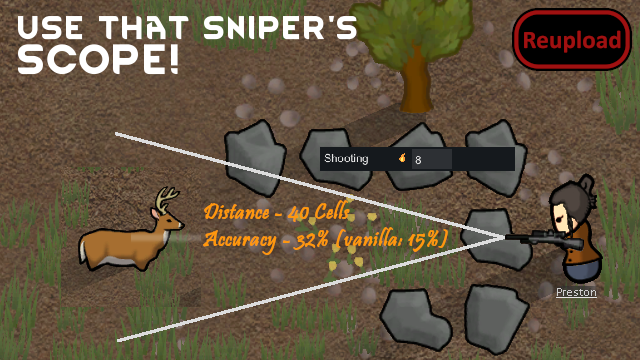 USE THAT SNIPER'S
SCOPE!
Reupload
Shooting 8
Distance - 40 Cells
Accuracy - 32% (vanilla: 15%)
Preston